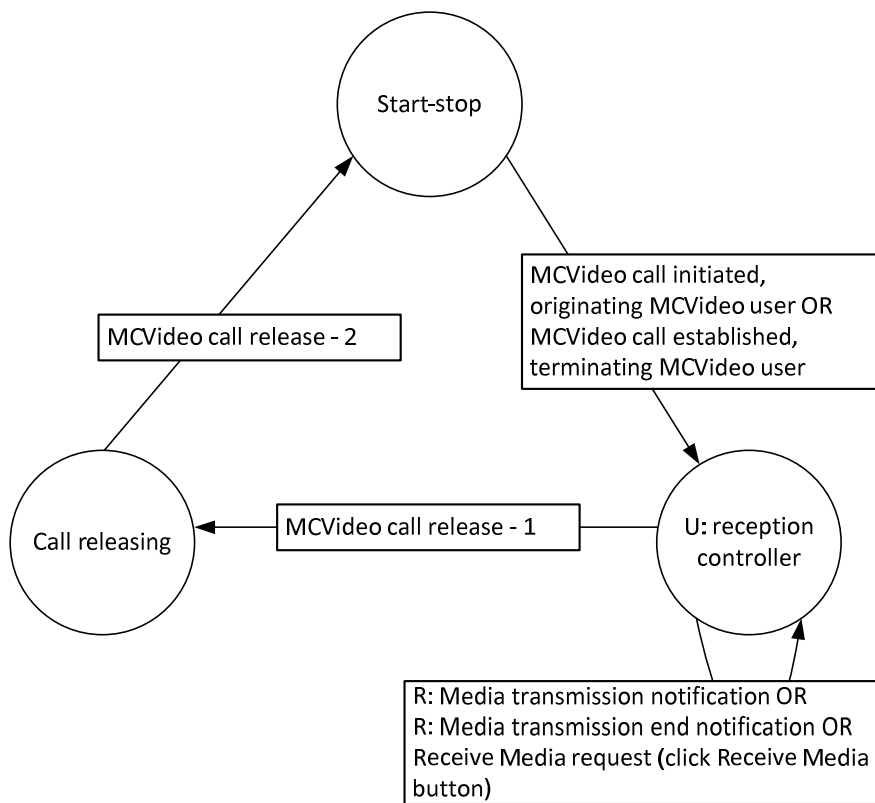 Start-stop
MCVideo call initiated,
originating MCVideo user OR
MCVideo call established,
terminating MCVideo user
MCVideo call release - 2
Call releasing
MCVideo call release - 1
U: reception
controller
R: Media transmission notification OR
R: Media transmission end notification OR
Receive Media request (click Receive Media
button)